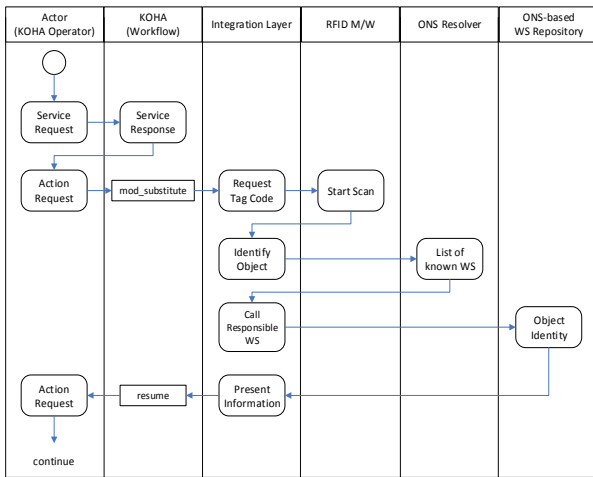 Actor
(KOHA Operator)
KOHA
(Workflow)
Integration Layer
RFID M/W
ONS Resolver
ONS-based
WS Repository
Service
Request
Service
Response
Action
Request
mod_substitute
Request
Tag Code
Start Scan
Identify
Object
List of
known WS
Call
Responsible
WS
Object
Identity
Action
Request
resume
Present
Information
continue